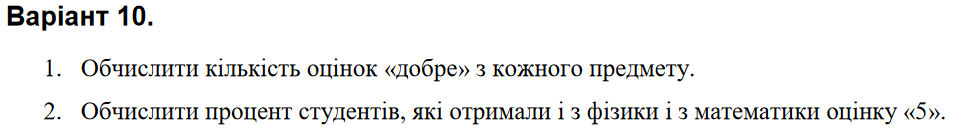 Варіант 10.
1. Обчислити кількість оцінок «добре» з кожного предмету.
2. Обчислити процент студентів, які отримали і з фізики і з математики оцінку «5».